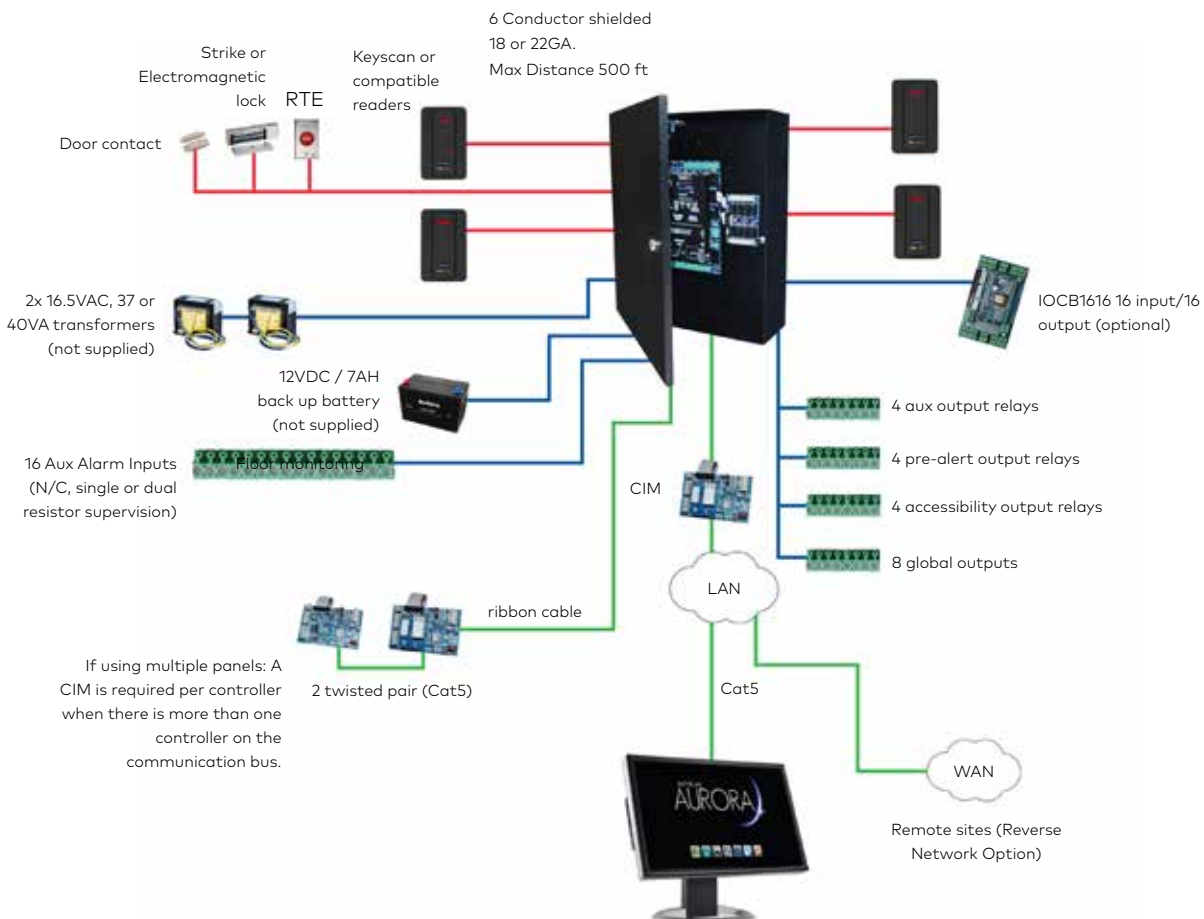 6 Conductor shielded
18 or 22GA.
Max Distance 500 ft
Strike or
Electromagnetic
lock
RTE
Keyscan or
compatible
readers
Door contact
2x 16.5VAC, 37 or
40VA transformers
(not supplied)
IOCB1616 16 input/16
output (optional)
12VDC / 7AH
back up battery
(not supplied)
4 aux output relays
16 Aux Alarm Inputs
(N/C, single or dual
resistor supervision)
Floor monitoring
4 pre-alert output relays
CIM
4 accessibility output relays
8 global outputs
LAN
ribbon cable
If using multiple panels: A
CIM is required per controller
when there is more than one
controller on the
communication bus.
2 twisted pair (Cat5)
Cat5
WAN
AURORA
Remote sites (Reverse
Network Option)